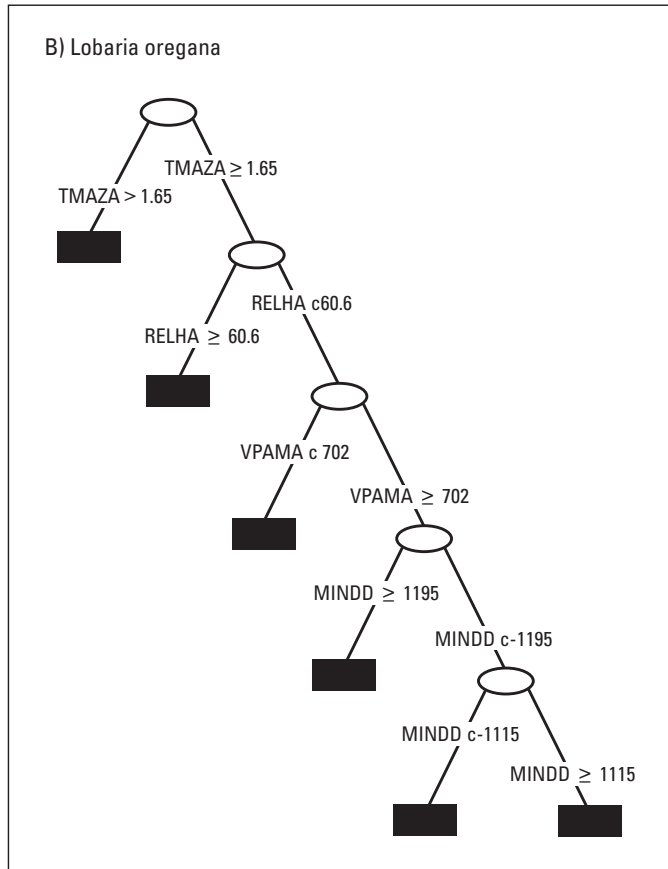 B) Lobaria oregana
TMAZA ≥ 1.65
TMAZA > 1.65
RELHA c60.6
RELHA ≥ 60.6
VPAMA c 702
VPAMA ≥ 702
MINDD ≥ 1195
MINDD c-1195
MINDD c-1115
MINDD ≥ 1115